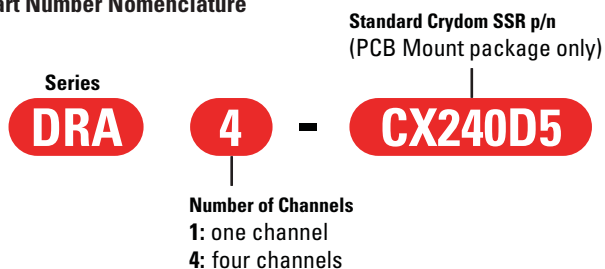 Part Number Nomenclature
Standard Crydom SSR p/n
(PCB Mount package only)
Series
DRA 4 - CX240D5
Number of Channels
1: one channel
4: four channels